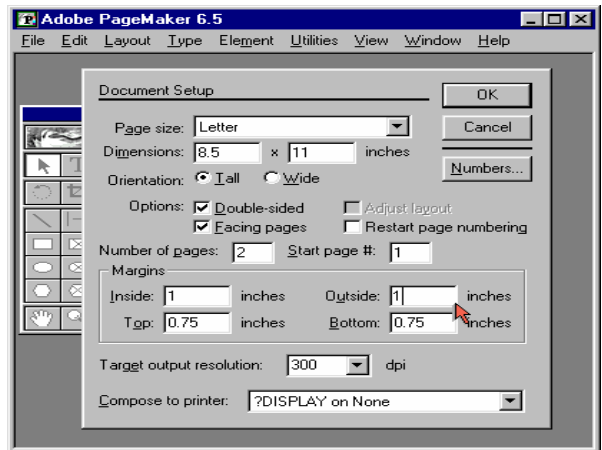 Adobe PageMaker 6.5
File Edit Layout Type Element Utilities View Window Help
Document Setup
OK
Page size: Letter
Cancel
Dimensions: 8.5 x 11 inches
Numbers...
Orientation: Tall Wide
Options: Double-sided Adjust layout
Facing pages Restart page numbering
Number of pages: 2 Start page #: 1
Margins
Inside: 1 inches Outside: 1 inches
Top: 0.75 inches Bottom: 0.75 inches
Target output resolution: 300 dpi
Compose to printer: ?DISPLAY on None